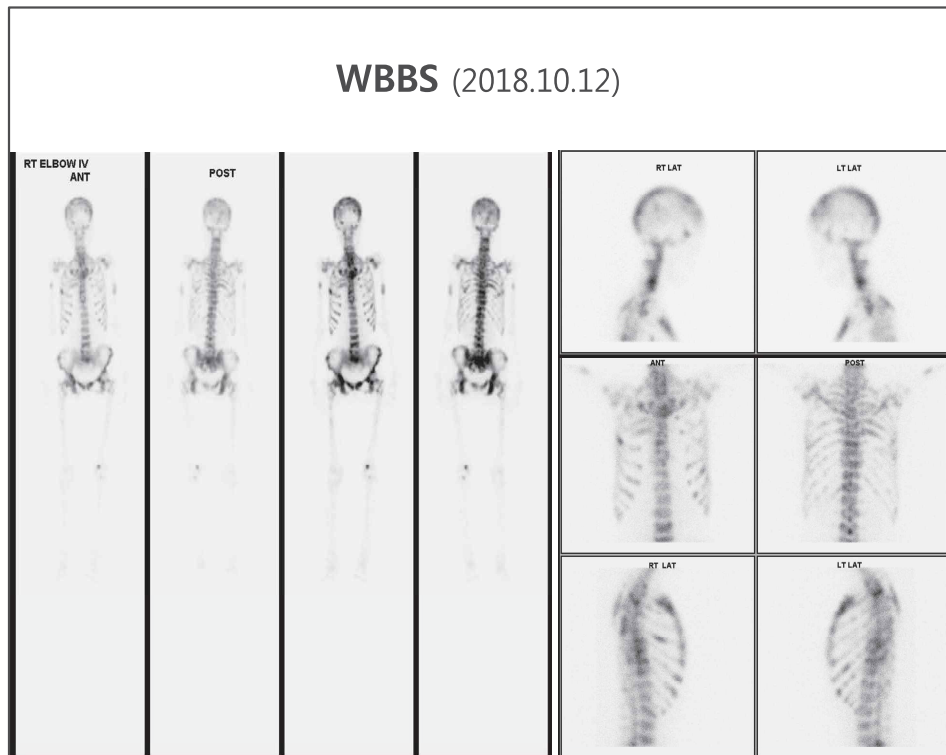 WBBS (2018.10.12)
RT ELBOW IV
ANT
POST
RT LAT
LT LAT
ANT
POST
RT LAT
LT LAT